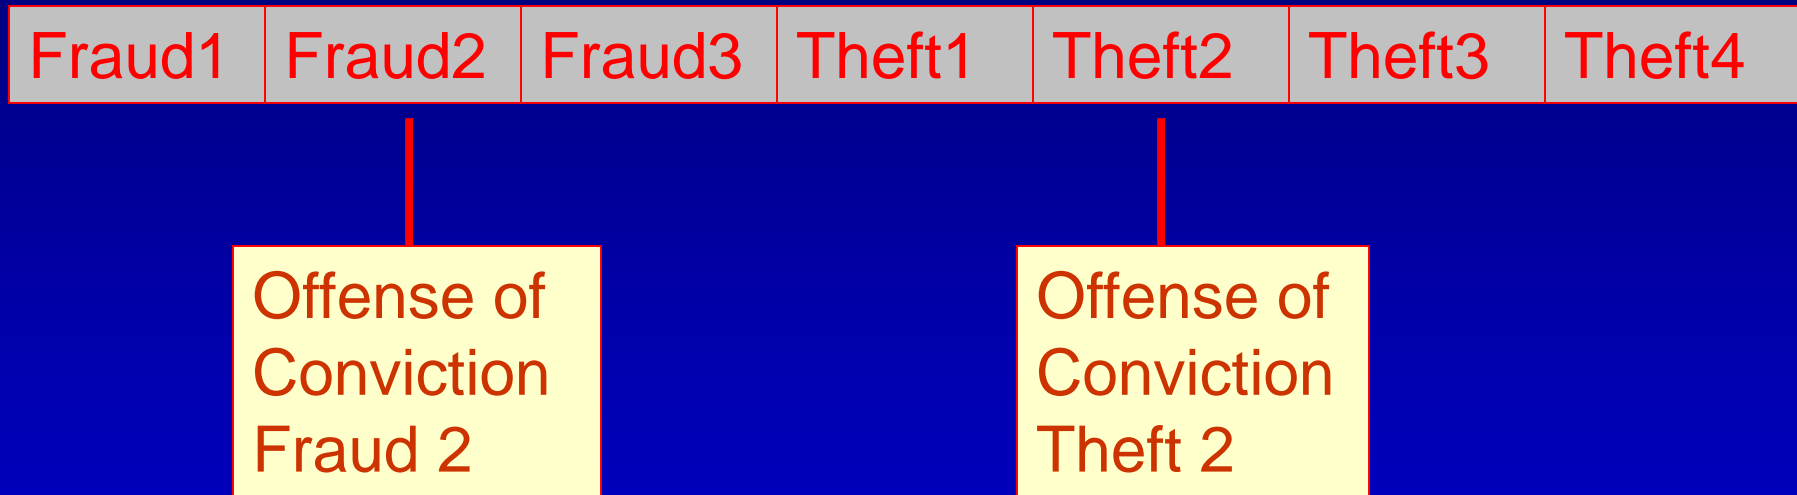 Fraud1 Fraud2 Fraud3 Theft1 Theft2 Theft3 Theft4
Offense of
Conviction
Fraud 2
Offense of
Conviction
Theft 2